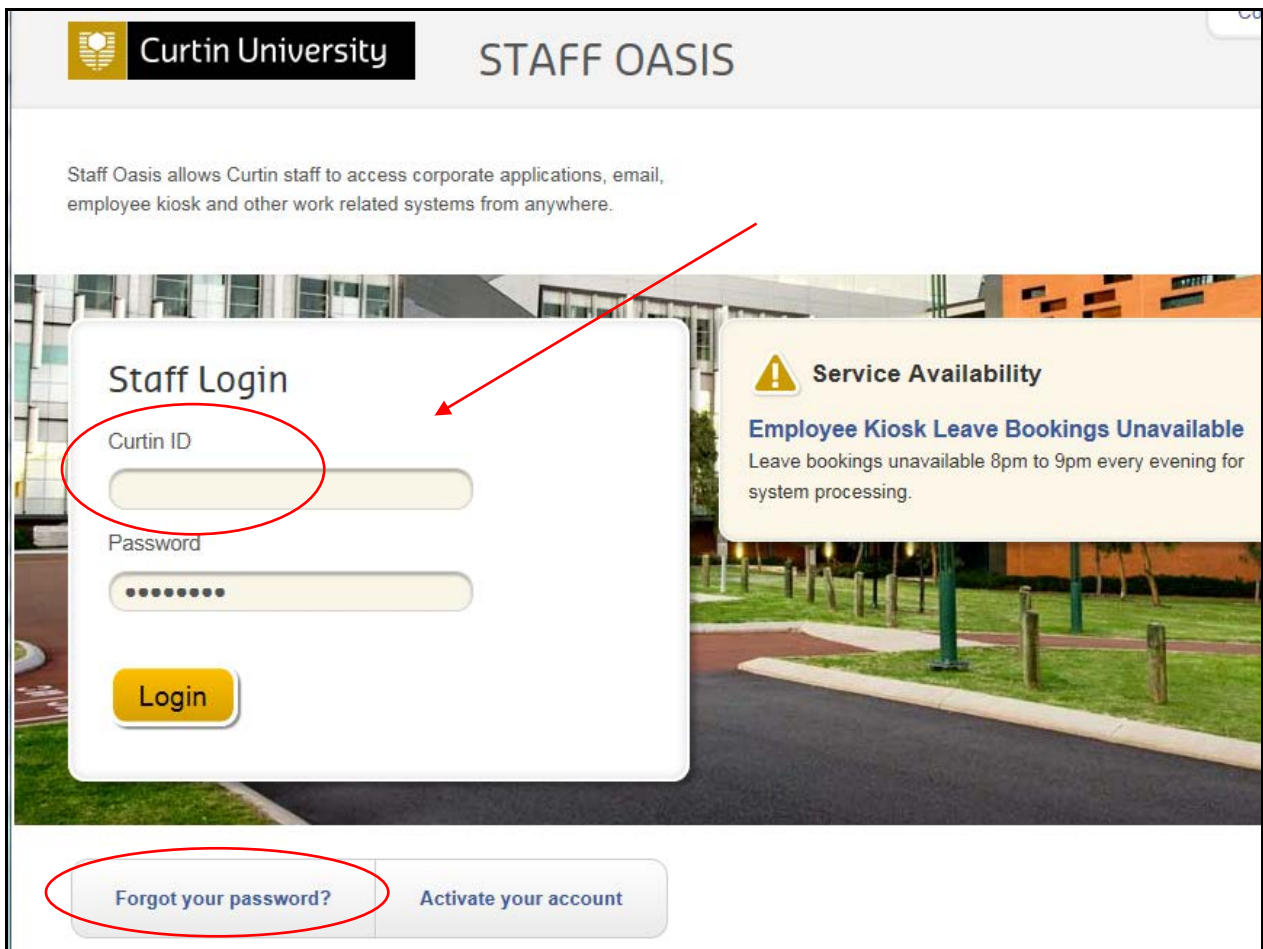 Curtin University
STAFF OASIS
Staff Oasis allows Curtin staff to access corporate applications, email,
employee kiosk and other work related systems from anywhere.
Staff Login
Curtin ID
Password
Login
Service Availability
Employee Kiosk Leave Bookings Unavailable
Leave bookings unavailable 8pm to 9pm every evening for
system processing.
Forgot your password?
Activate your account